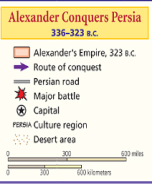 Alexander Conquers Persia
336–323 B.C.
Alexander's Empire, 323 B.C.
Route of conquest
Persian road
Major battle
Capital
PERSIA Culture region
Desert area
0 300 600 miles
0 300 600 kilometers